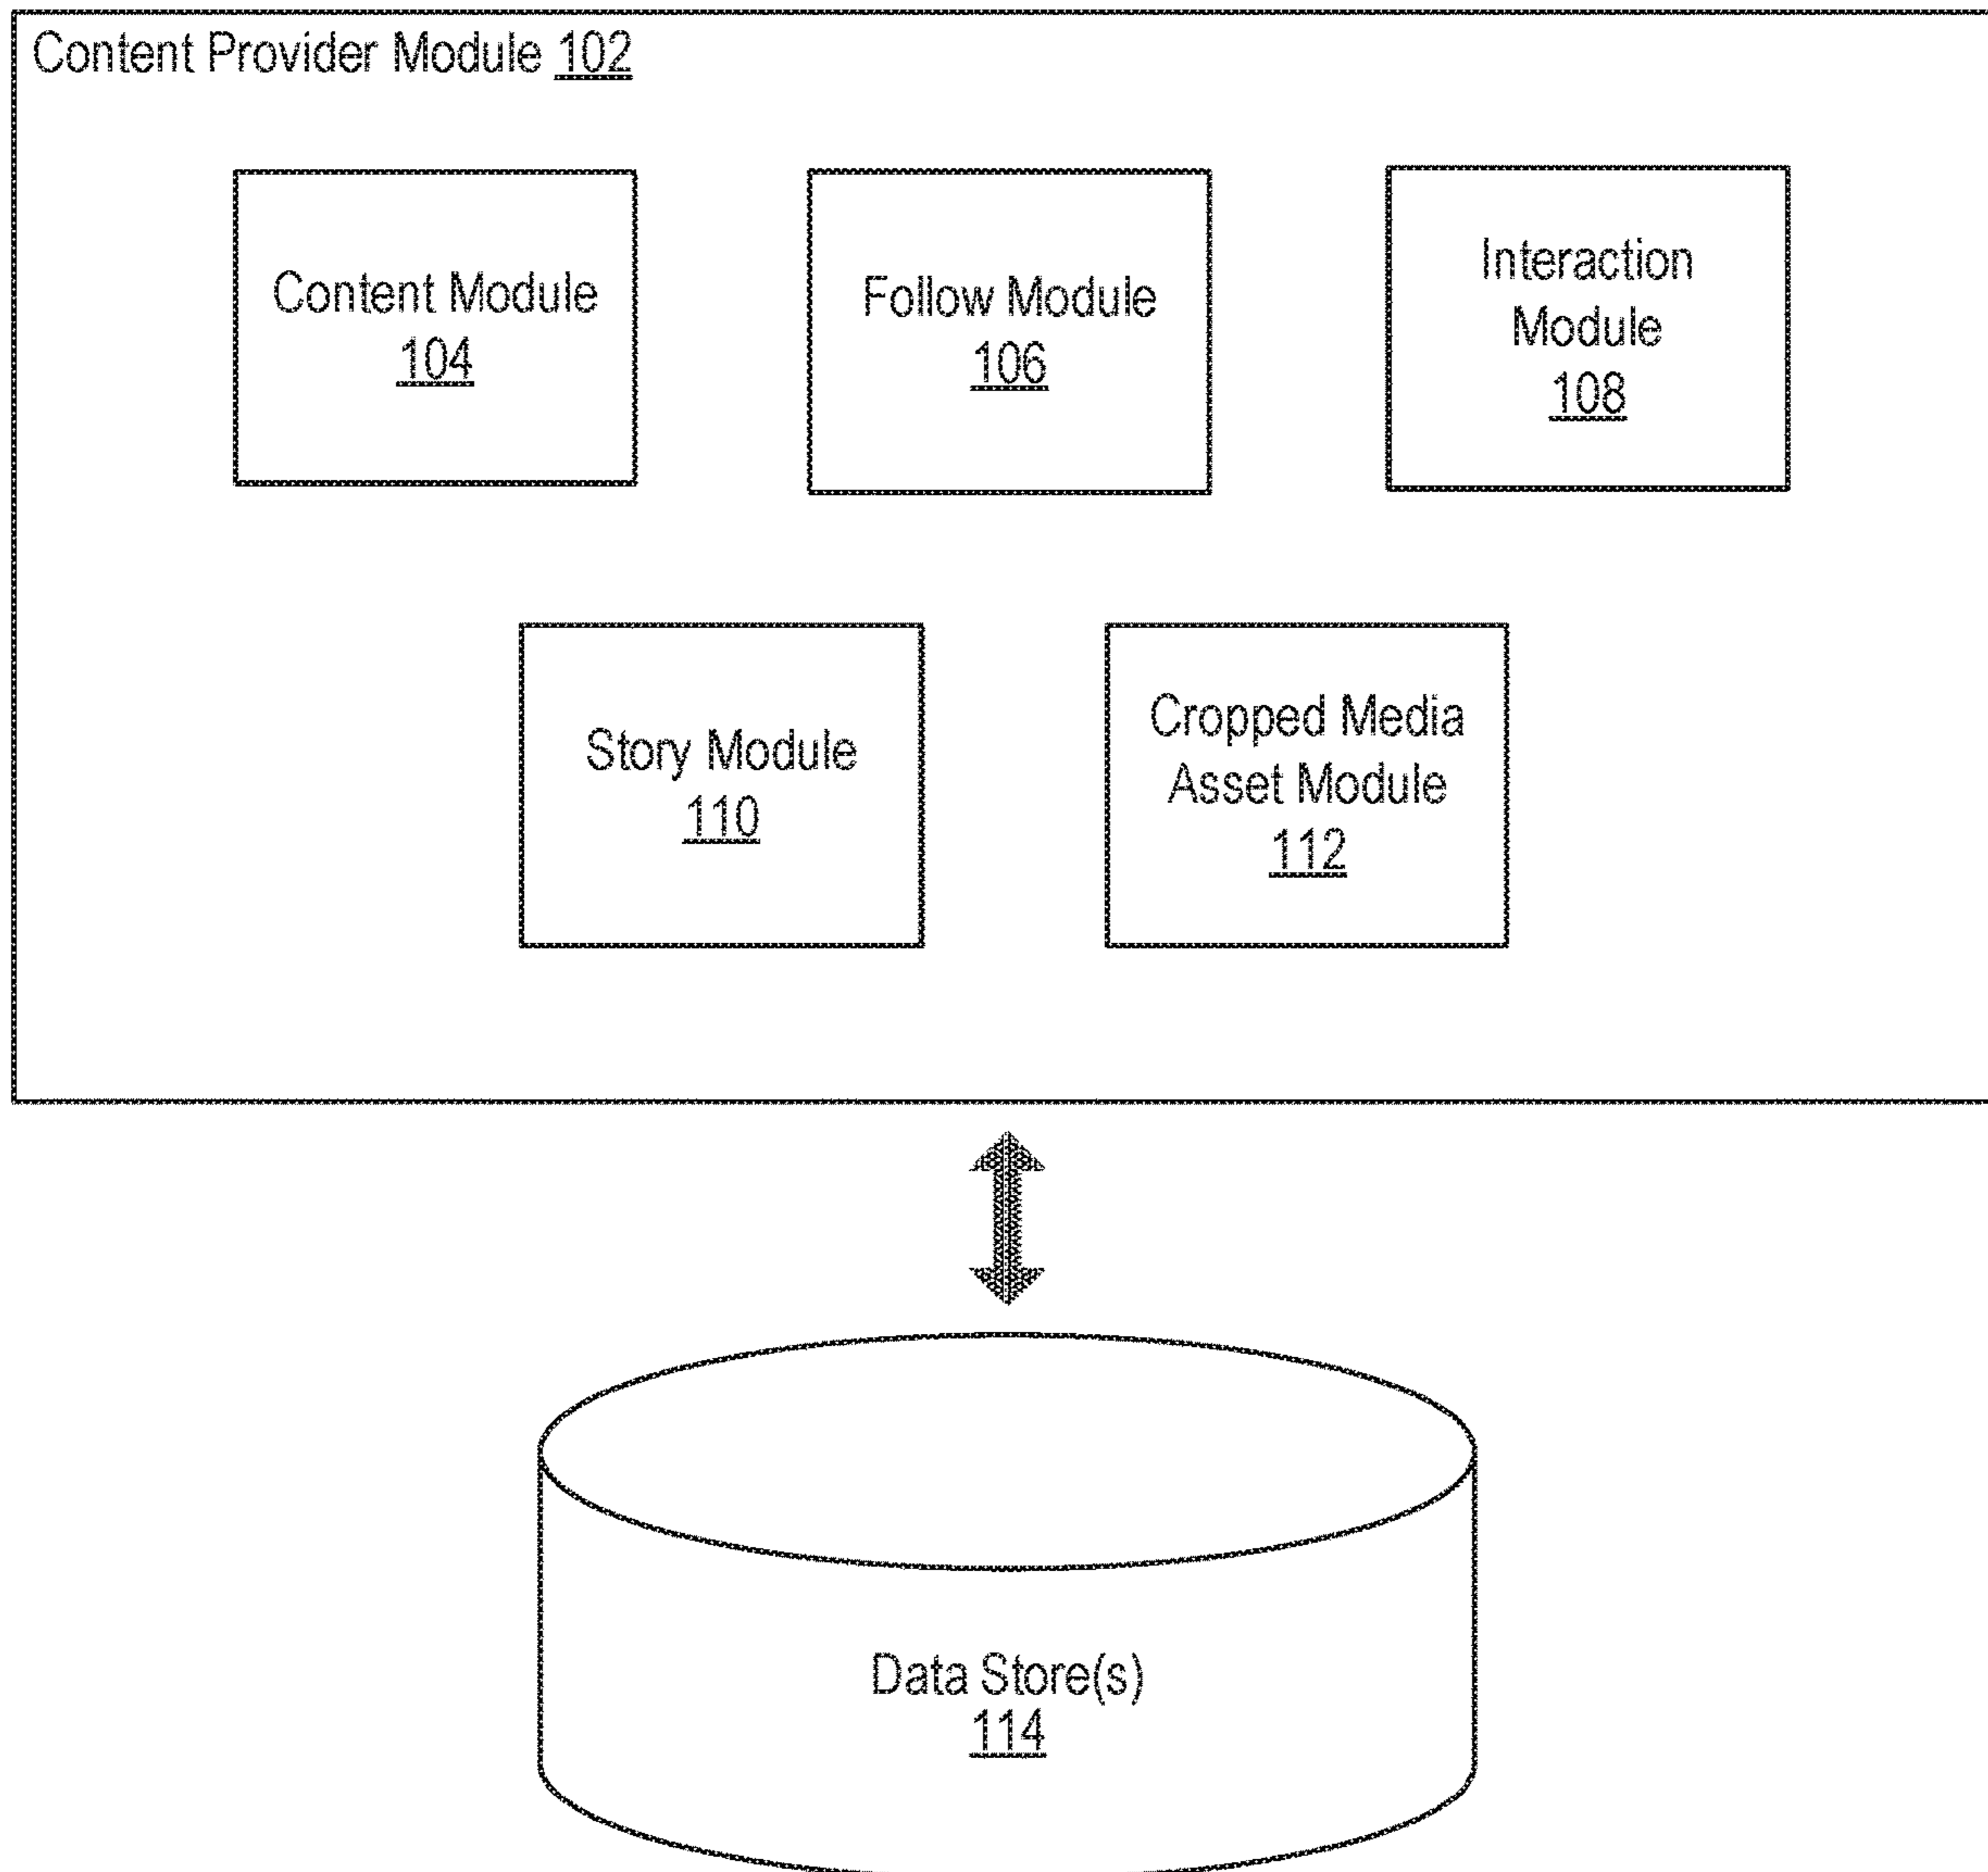 Content Provider Module 102
Content Module
104
Follow Module
106
Interaction
Module
108
Story Module
110
Cropped Media
Asset Module
112
Data Store(s)
114